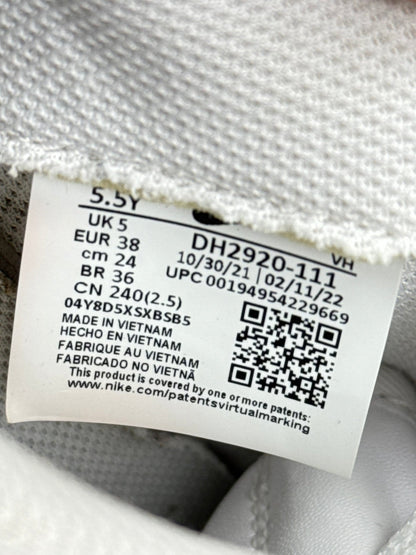 5.5Y
UK 5
EUR 38
cm 24
BR 36
CN 240(2.5)
04Y8D5XSXBSB5
MADE IN VIETNAM
HECHO EN VIETNAM
FABRIQUE AU VIETNAM
FABRICADO NO VIETNÃ
VH
DH2920-111
10/30/21 | 02/11/22
UPC 00194954229669
This product is covered by one or more patents:
www.nike.com/patentsvirtualmarking